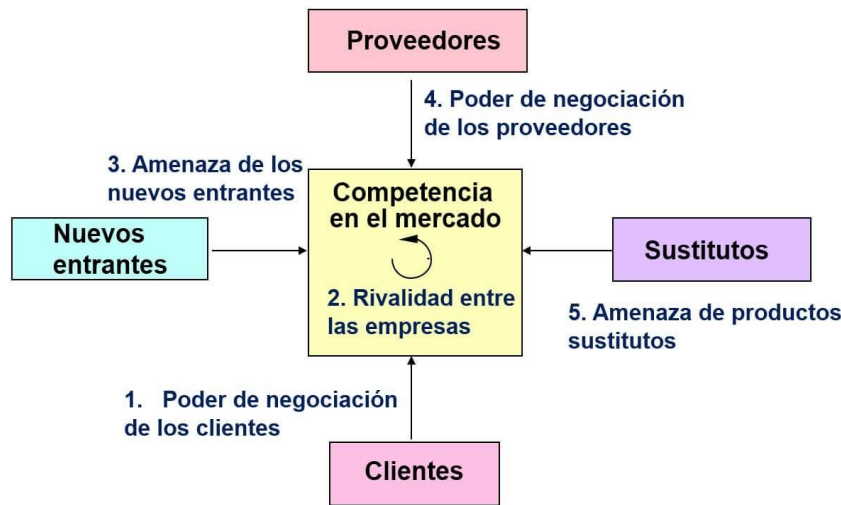 Proveedores
4. Poder de negociación
de los proveedores
3. Amenaza de los
nuevos entrantes
Competencia
en el mercado
Nuevos
entrantes
Sustitutos
2. Rivalidad entre
las empresas
5. Amenaza de productos
sustitutos
1. Poder de negociación
de los clientes
Clientes